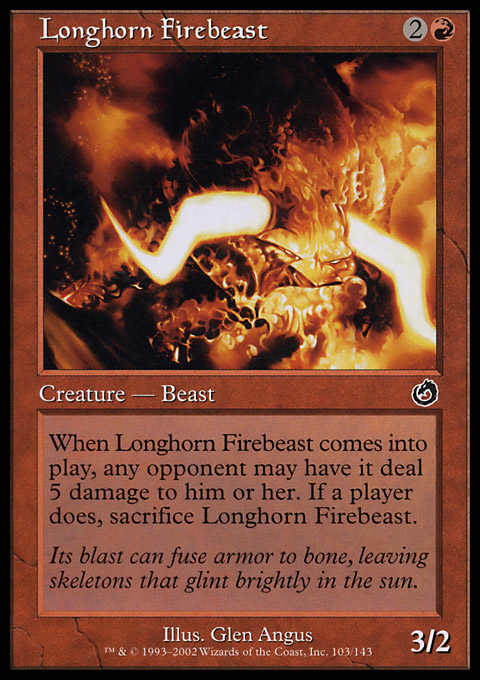 Longhorn Firebeast 2
Creature — Beast
When Longhorn Firebeast comes into
play, any opponent may have it deal
5 damage to him or her. If a player
does, sacrifice Longhorn Firebeast.
Its blast can fuse armor to bone, leaving
skeletons that glint brightly in the sun.
Illus. Glen Angus
™ & © 1993–2002 Wizards of the Coast, Inc. 103/143
3/2